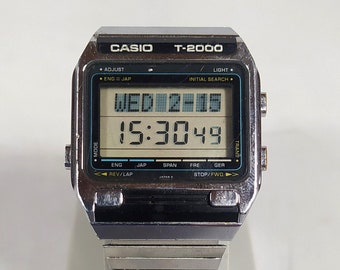 CASIO T-2000
ADJUST LIGHT
ENG JAP INITIAL SEARCH
WED 2-15
15:30 49
MODE TRAN
ENG JAP SPAN FRE GER
REV/LAP STOP/FWD